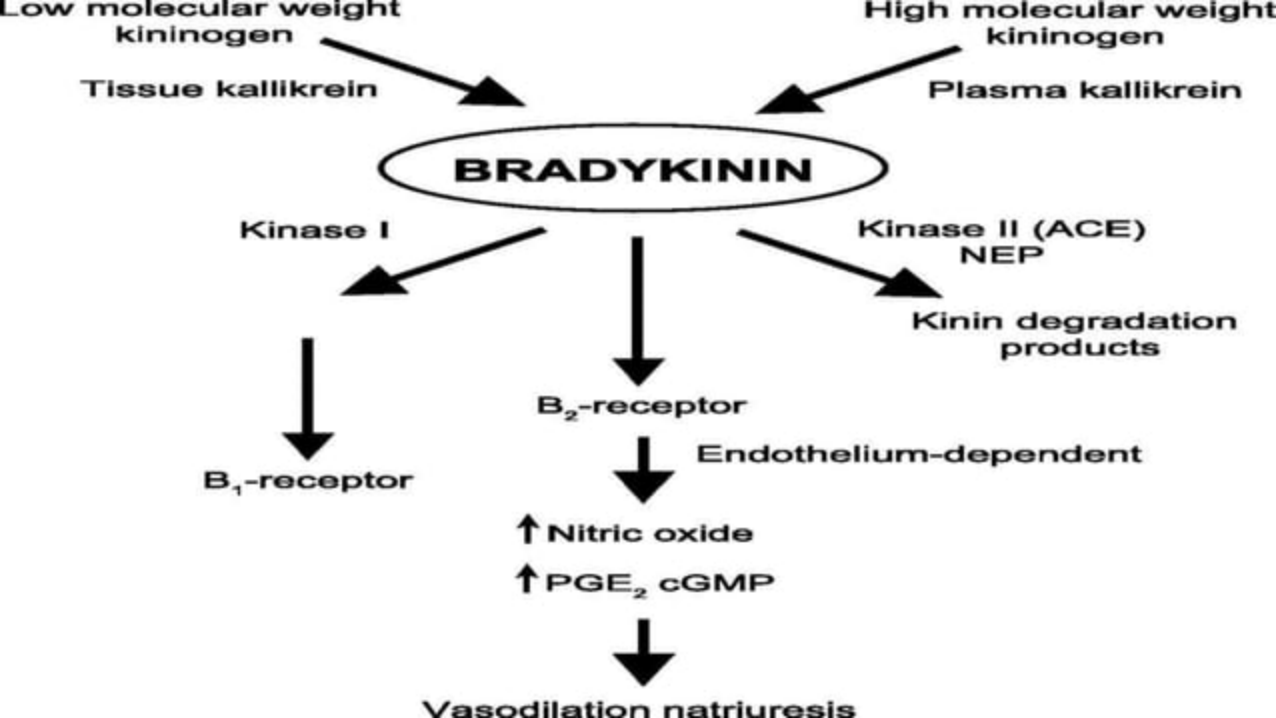 Low molecular weight
kininogen
High molecular weight
kininogen
Tissue kallikrein
Plasma kallikrein
BRADYKININ
Kinase I
Kinase II (ACE)
NEP
Kinin degradation
products
B₂-receptor
Endothelium-dependent
B₁-receptor
↑Nitric oxide
↑PGE₂ cGMP
Vasodilation natriuresis